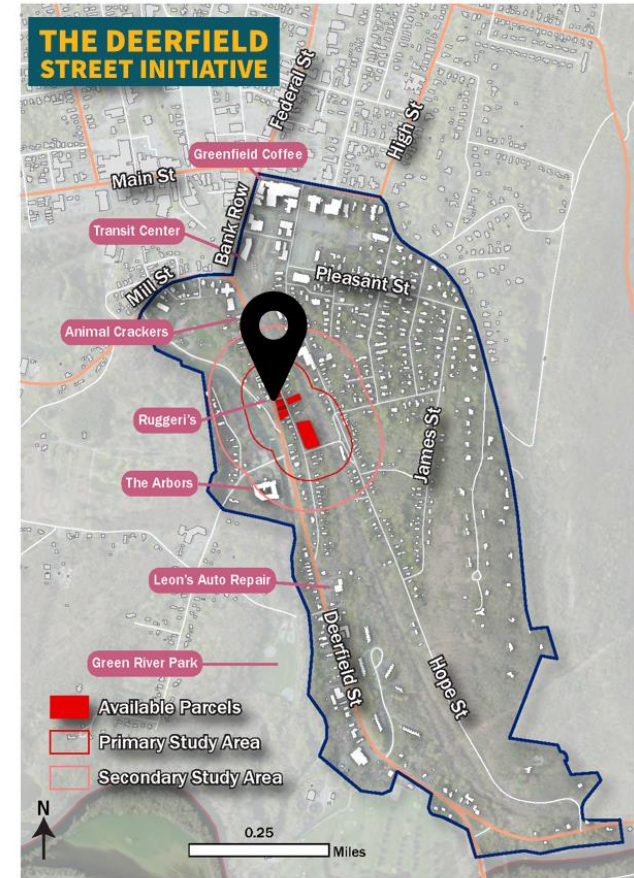 THE DEERFIELD
STREET INITIATIVE
Federal St
High St
Greenfield Coffee
Main St
Bank Row
Transit Center
Pleasant St
Mill St
Animal Crackers
Ruggeri's
James St
The Arbors
Leon's Auto Repair
Deerfield St
Green River Park
Hope St
Available Parcels
Primary Study Area
Secondary Study Area
N
0.25
Miles